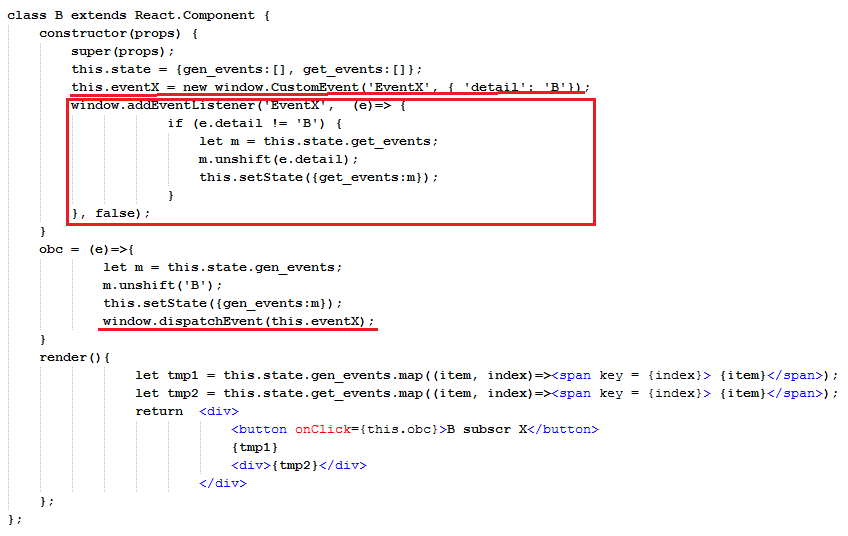 class B extends React.Component {
constructor(props) {
super(props);
this.state = {gen_events:[], get_events:[]};
this.eventX = new window.CustomEvent('EventX', { 'detail': 'B'});
window.addEventListener('EventX',  (e)=> {
if (e.detail != 'B') {
let m = this.state.get_events;
m.unshift(e.detail);
this.setState({get_events:m});
}
}, false);
}
obc = (e)=>{
let m = this.state.gen_events;
m.unshift('B');
this.setState({gen_events:m});
window.dispatchEvent(this.eventX);
}
render(){
let tmp1 = this.state.gen_events.map((item, index)=><span key = {index}> {item}</span>);
let tmp2 = this.state.get_events.map((item, index)=><span key = {index}> {item}</span>);
return  <div>
<button onClick={this.obc}>B subscr X</button>
{tmp1}
<div>{tmp2}</div>
</div>
};
};